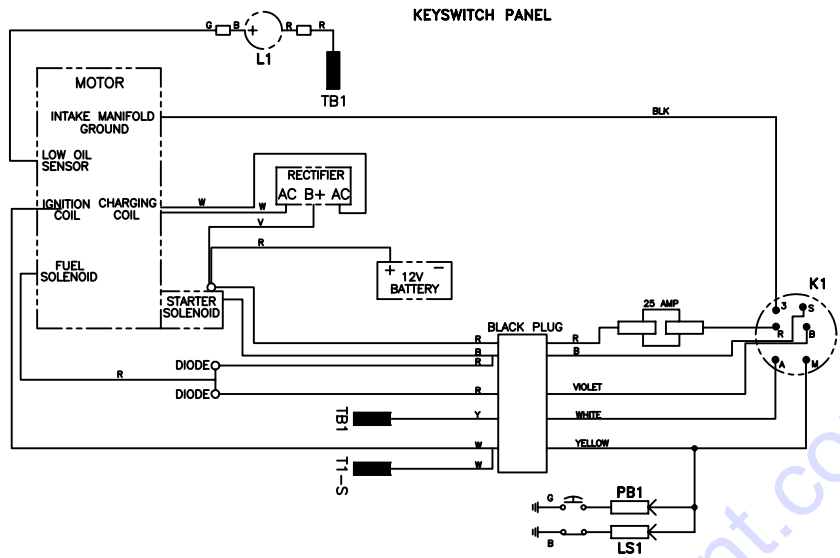 KEYSWITCH PANEL
G B + R R
L1
TB1
MOTOR
INTAKE MANIFOLD
GROUND
BLK
LOW OIL
SENSOR
RECTIFIER
AC B+ AC
IGNITION
COIL
CHARGING
COIL
W
W
V
R
FUEL
SOLENOID
+ −
12V
BATTERY
STARTER
SOLENOID
K1
3
S
R
B
A
M
25 AMP
BLACK PLUG
R
B
R
R
B
DIODE
R
DIODE
R
VIOLET
TB1
Y
WHITE
W
YELLOW
T1-S
W
G
PB1
B
LS1
nt.co